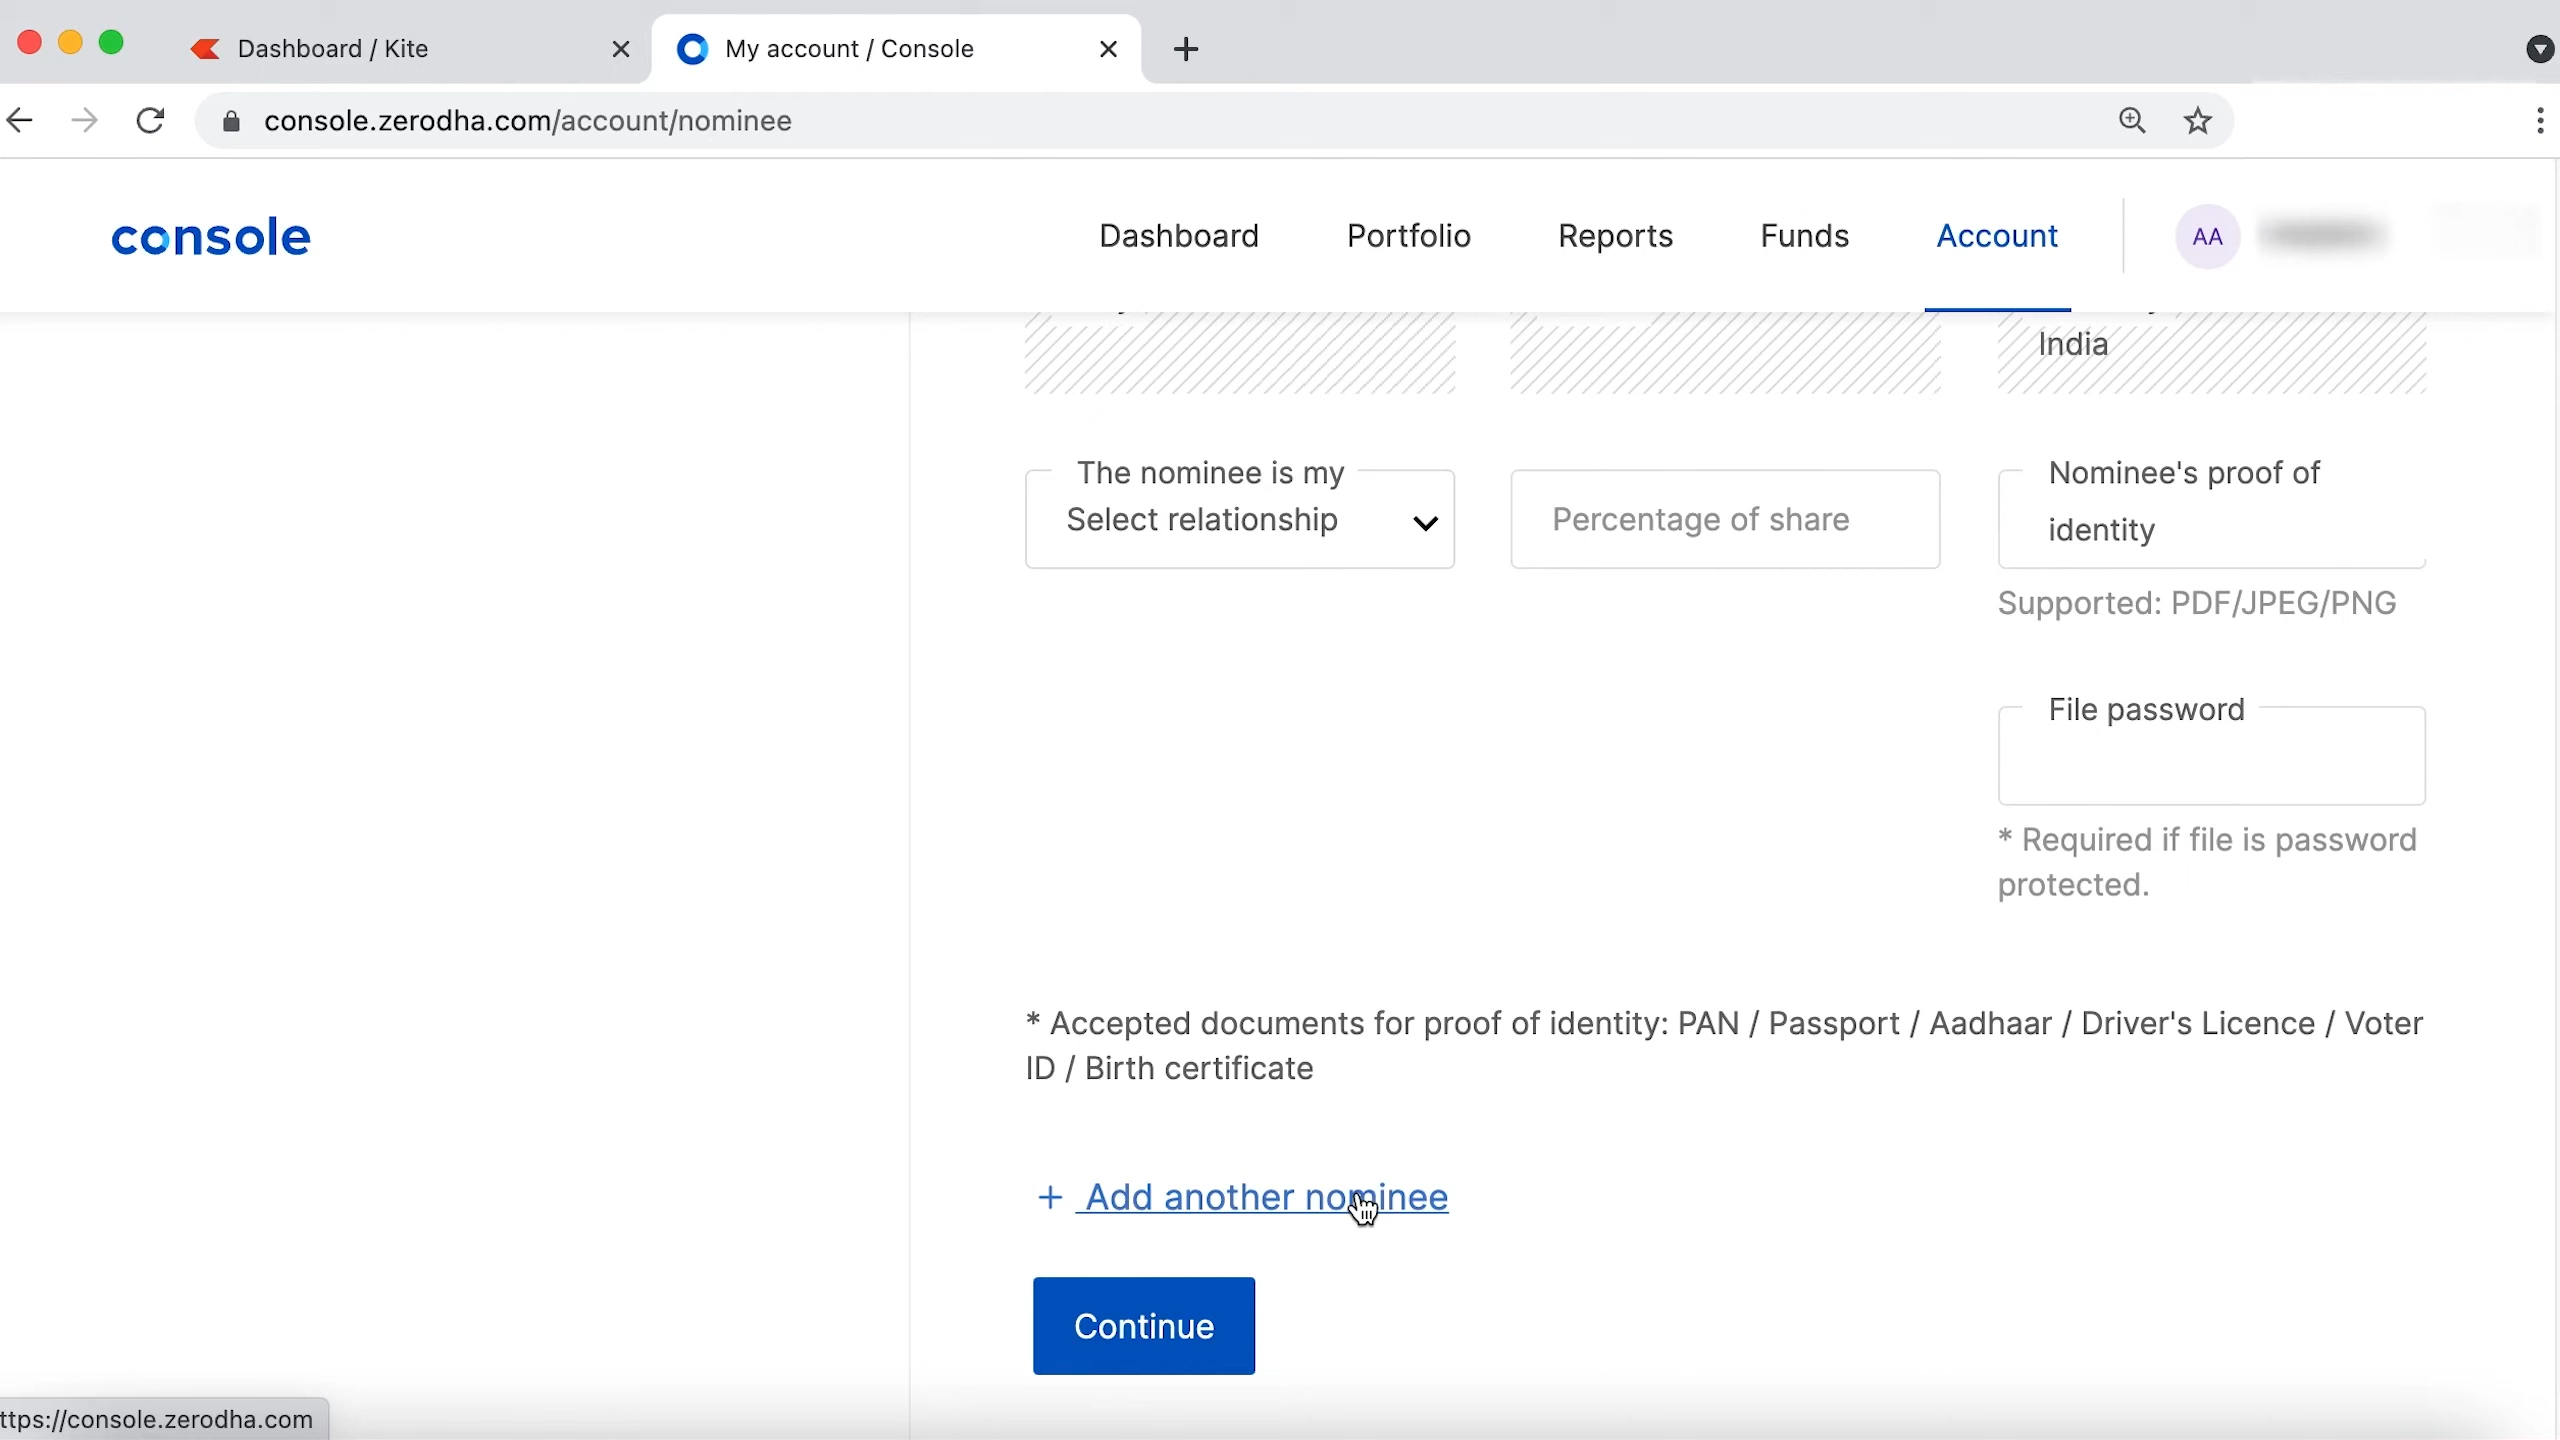 Dashboard / Kite
My account / Console
console.zerodha.com/account/nominee
console
Dashboard
Portfolio
Reports
Funds
Account
AA
India
The nominee is my
Select relationship
Percentage of share
Nominee's proof of
identity
Supported: PDF/JPEG/PNG
File password
* Required if file is password
protected.
* Accepted documents for proof of identity: PAN / Passport / Aadhaar / Driver's Licence / Voter
ID / Birth certificate
+ Add another nominee
Continue
ttps://console.zerodha.com